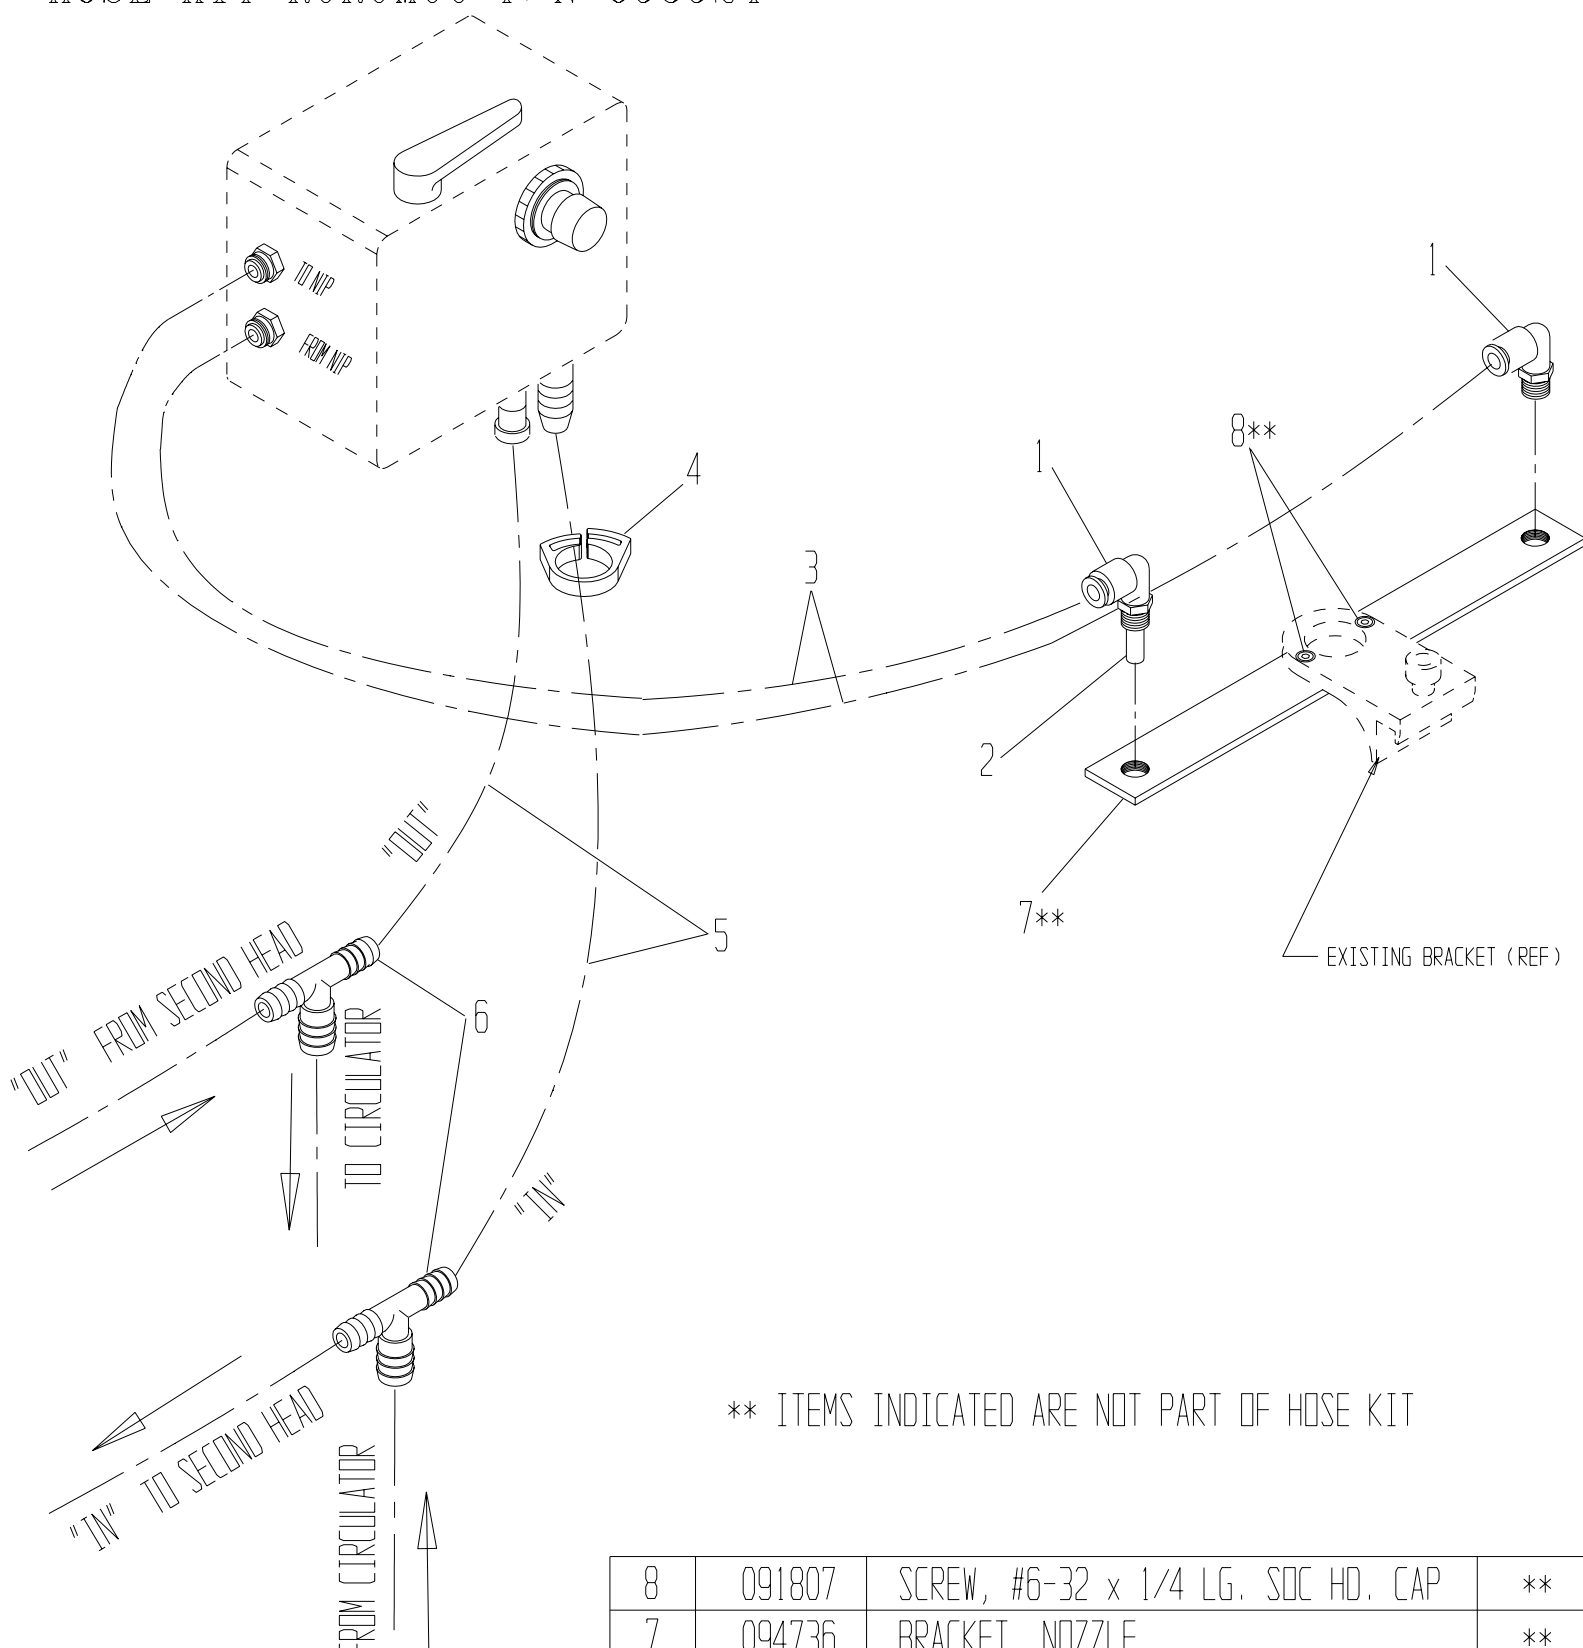 TO NIP
FROM NIP
1
8**
1
4
3
2
"OUT"
7**
5
EXISTING BRACKET (REF)
"OUT" FROM SECOND HEAD
6
TO CIRCULATOR
"IN"
** ITEMS INDICATED ARE NOT PART OF HOSE KIT
"IN" TO SECOND HEAD
FROM CIRCULATOR
8 091807 SCREW, #6-32 x 1/4 LG. SOC HD. CAP **
7 094736 BRACKET NOZZLE **